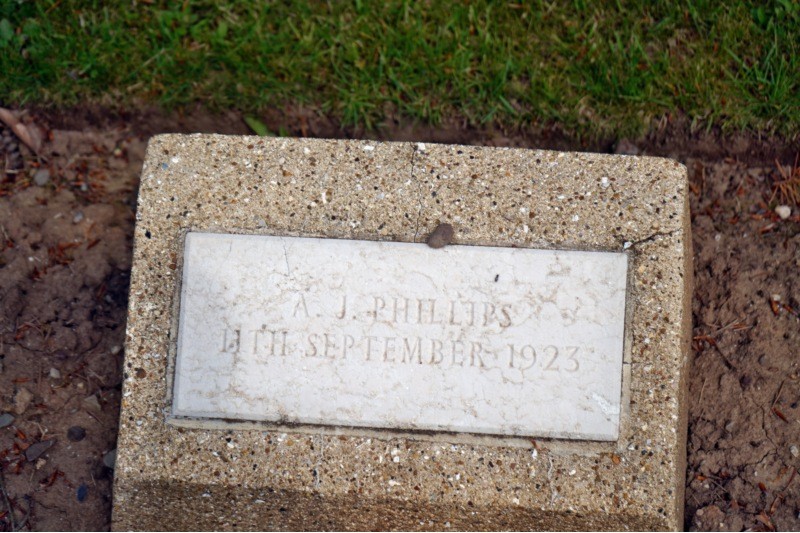 A. J. PHILLIPS
11TH SEPTEMBER 1923